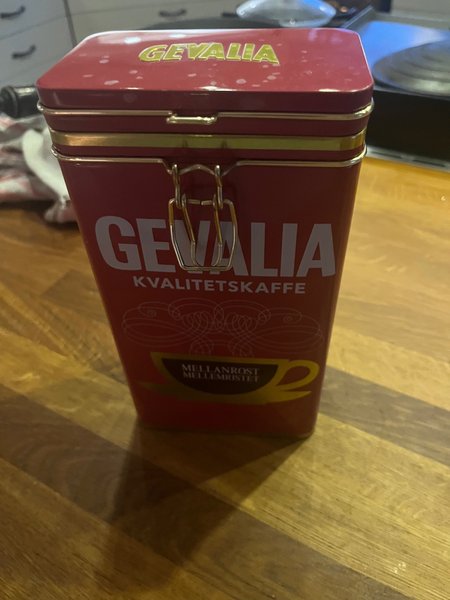 GEVALIA
GEVALIA
KVALITETSKAFFE
MELLANROST
MELLEMRISTET